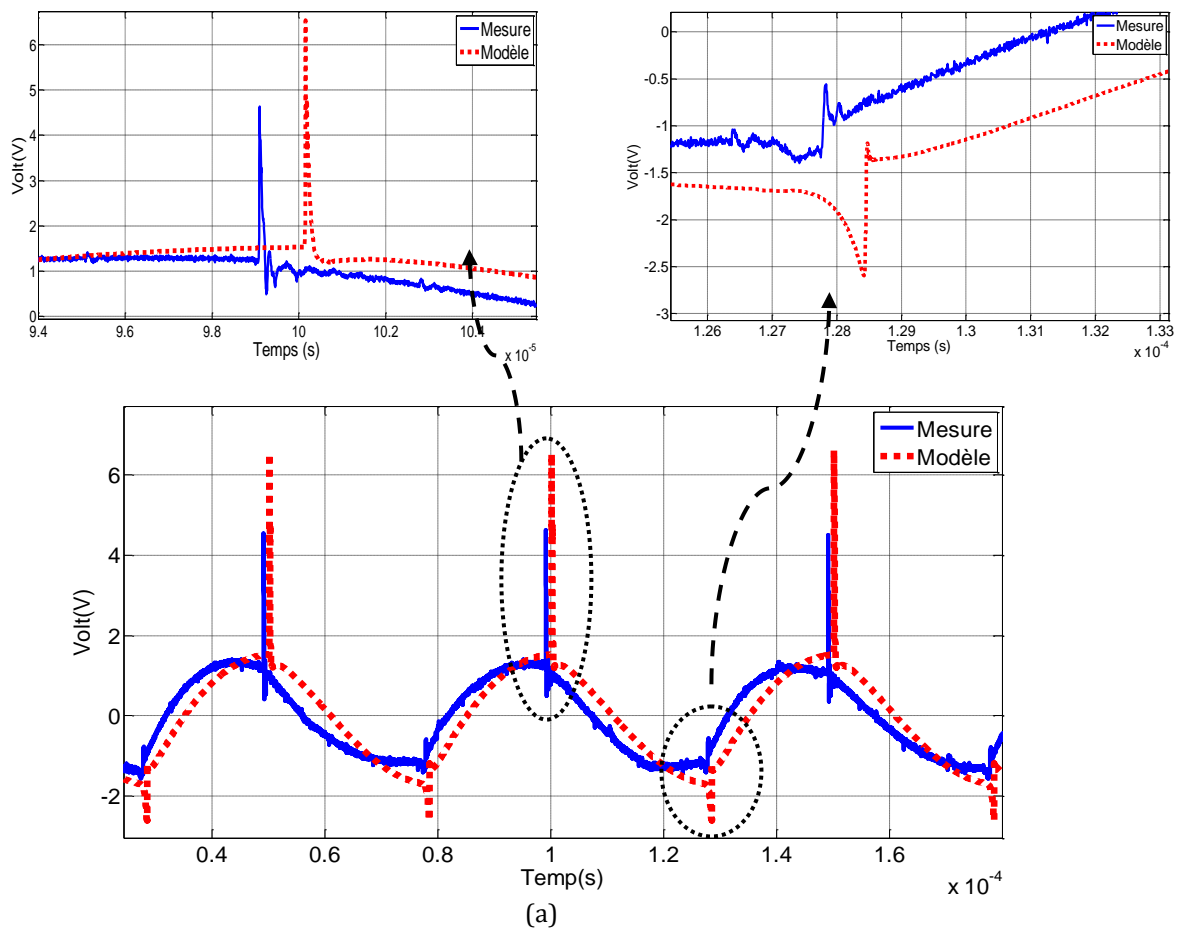 Mesure
Modèle
Volt(V)
6
5
4
3
2
1
0
9.4
9.6
9.8
10
10.2
10.4
Temps (s)
x 10-5
Mesure
Modèle
Volt(V)
0
-0.5
-1
-1.5
-2
-2.5
-3
1.26
1.27
1.28
1.29
1.3
1.31
1.32
1.33
Temps (s)
x 10-4
Mesure
Modèle
Volt(V)
6
4
2
0
-2
0.4
0.6
0.8
1
1.2
1.4
1.6
Temp(s)
x 10-4
(a)